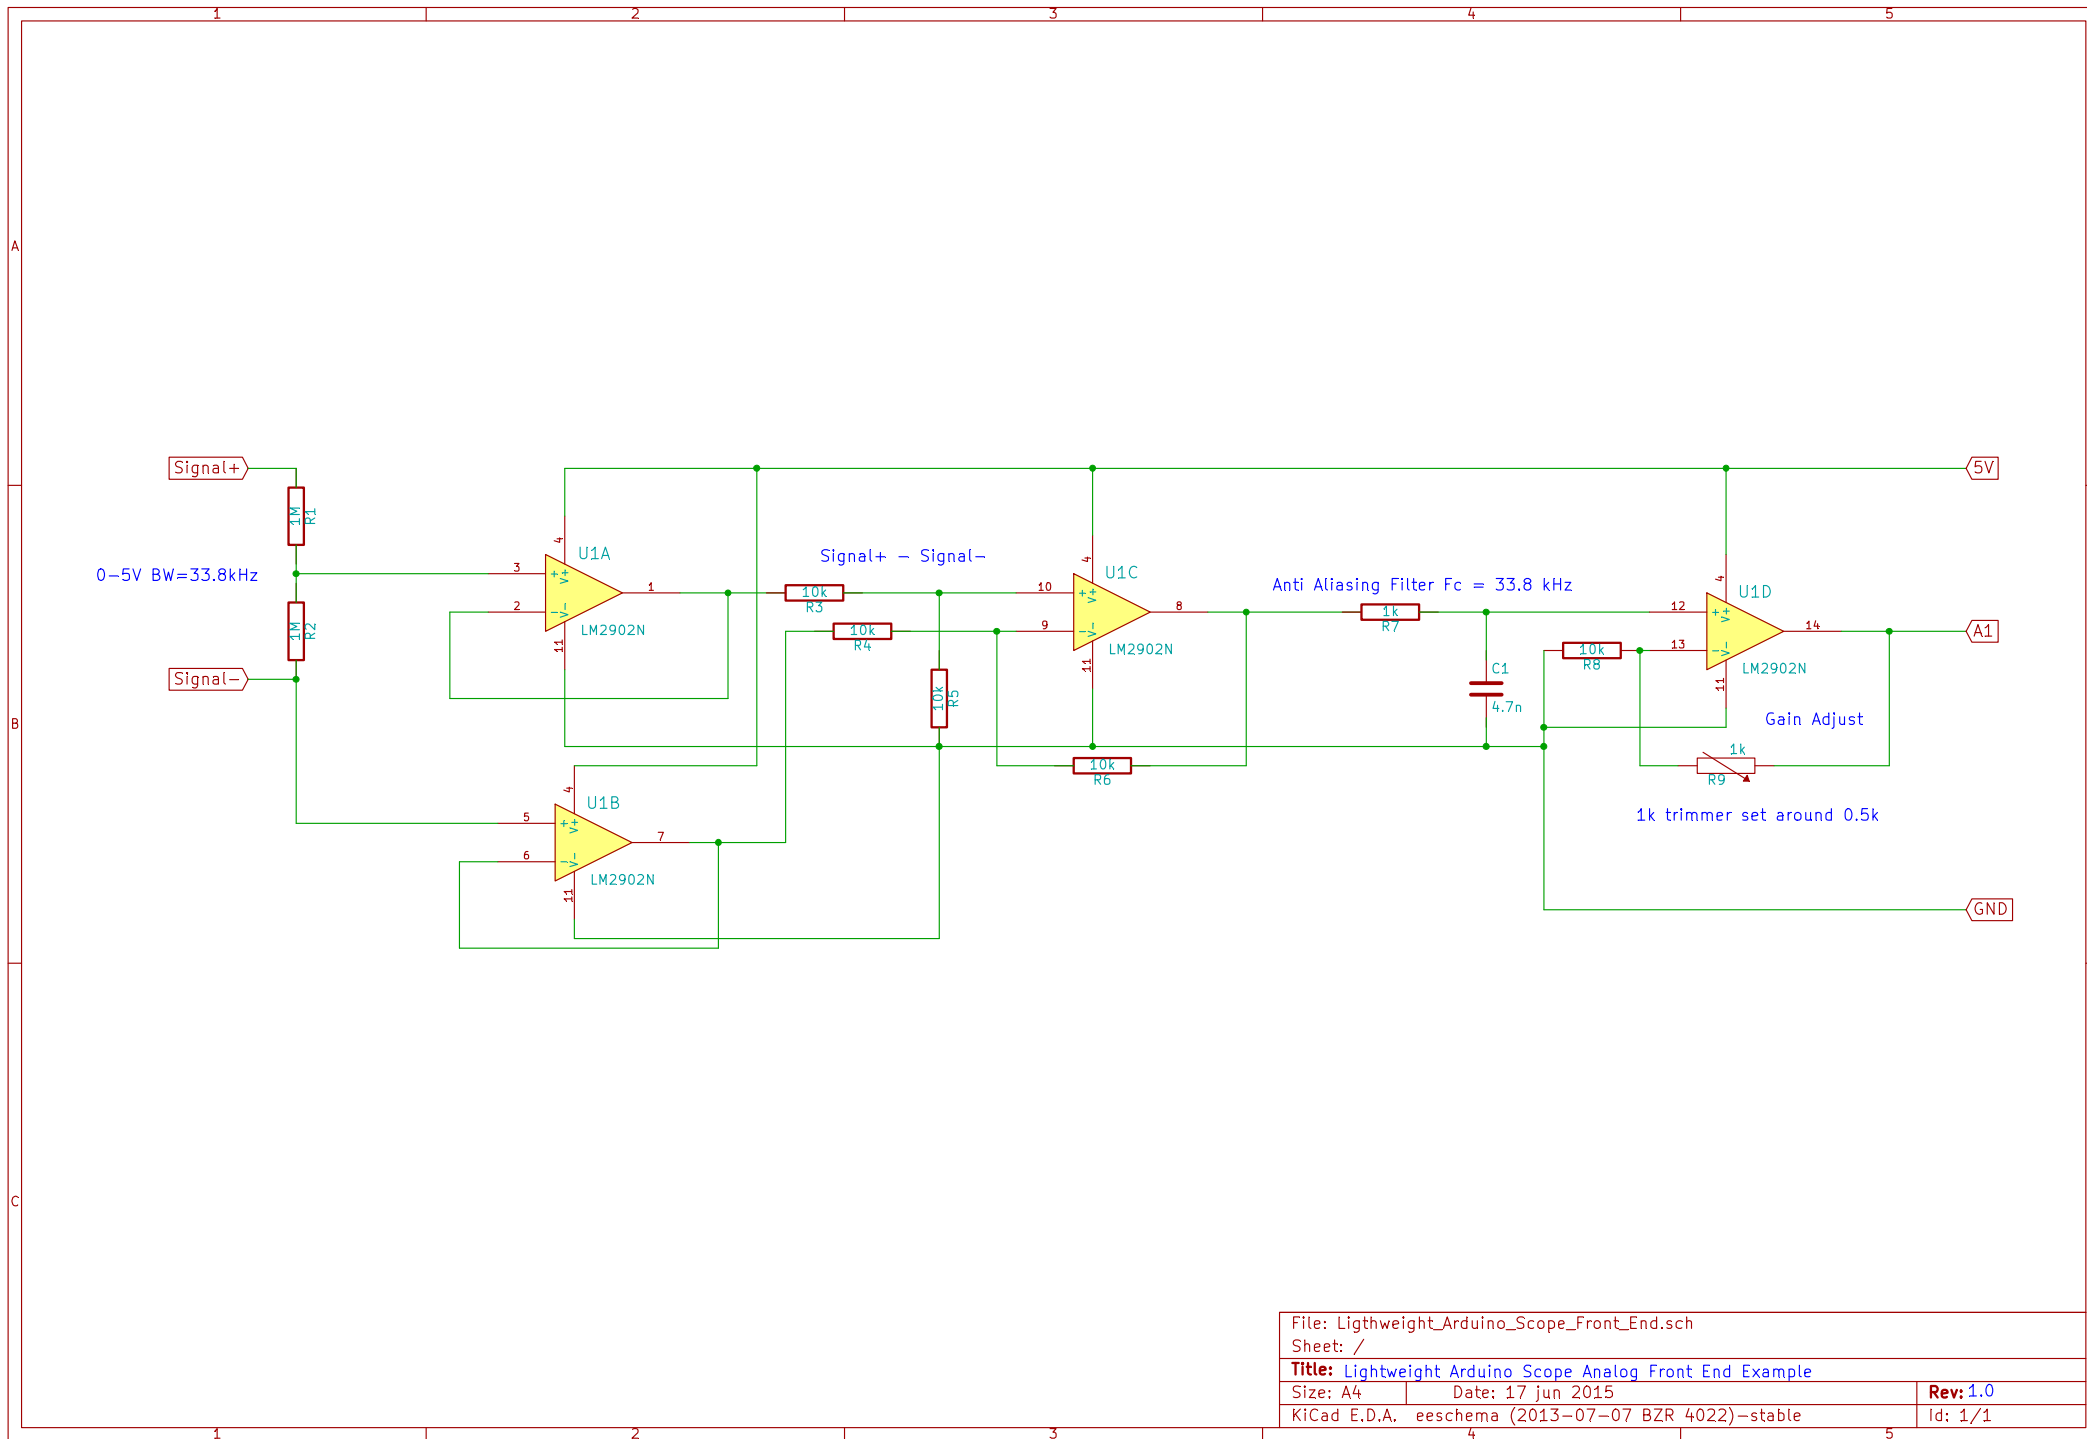 1 2 3 4 5
A
B
C
Signal+
1M
R1
0-5V BW=33.8kHz
1M
R2
Signal-
4
U1A
3
+
V+
1
2
-
V-
LM2902N
11
Signal+ - Signal-
10k
R3
10k
R4
10k
R5
4
U1B
5
+
V+
7
6
-
V-
LM2902N
11
4
U1C
10
+
V+
8
9
-
V-
LM2902N
11
10k
R6
Anti Aliasing Filter Fc = 33.8 kHz
1k
R7
C1
4.7n
10k
R8
4
U1D
12
+
V+
14
13
-
V-
LM2902N
11
Gain Adjust
1k
R9
1k trimmer set around 0.5k
5V
A1
GND
File: Ligthweight_Arduino_Scope_Front_End.sch
Sheet: /
Title: Lightweight Arduino Scope Analog Front End Example
Size: A4 Date: 17 jun 2015 Rev: 1.0
KiCad E.D.A. eeschema (2013-07-07 BZR 4022)-stable Id: 1/1
1 2 3 4 5